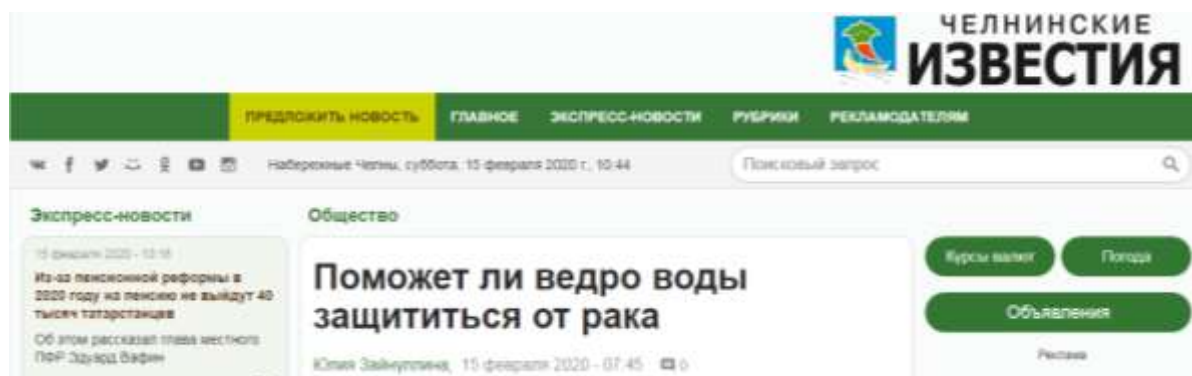 ЧЕЛНИНСКИЕ
ИЗВЕСТИЯ
ПРЕДЛОЖИТЬ НОВОСТЬ ГЛАВНОЕ ЭКСПРЕСС-НОВОСТИ РУБРИКИ РЕКЛАМОДАТЕЛЯМ
Набережные Челны, суббота, 15 февраля 2020 г., 10:44 Поисковый запрос
Экспресс-новости
15 февраля 2020 - 10:16
Из-за пенсионной реформы в
2020 году на пенсию не выйдут 40
тысяч татарстанцев
Об этом рассказал глава местного
ПФР Эдуард Вафин
Общество
Поможет ли ведро воды
защититься от рака
Юлия Зайнуллина, 15 февраля 2020 - 07:45 0
Курсы валют Погода
Объявления
Реклама